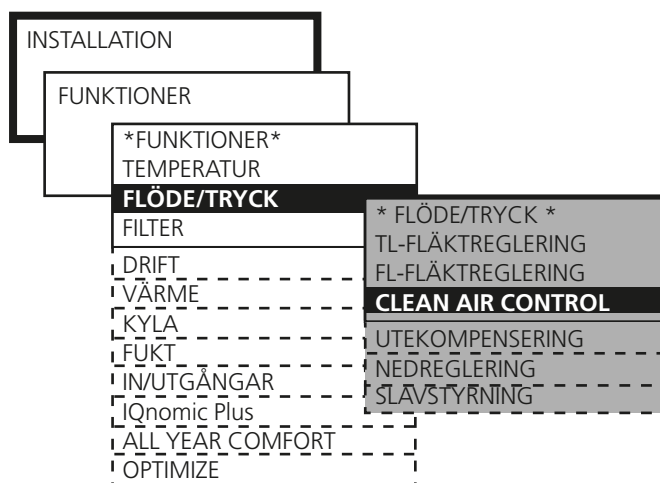 INSTALLATION
FUNKTIONER
*FUNKTIONER*
TEMPERATUR
FLÖDE/TRYCK
FILTER
DRIFT
VÄRME
KYLA
FUKT
IN/UTGÅNGAR
IQnomic Plus
ALL YEAR COMFORT
OPTIMIZE
* FLÖDE/TRYCK *
TL-FLÄKTREGLERING
FL-FLÄKTREGLERING
CLEAN AIR CONTROL
UTEKOMPENSERING
NEDREGLERING
SLAVSTYRNING